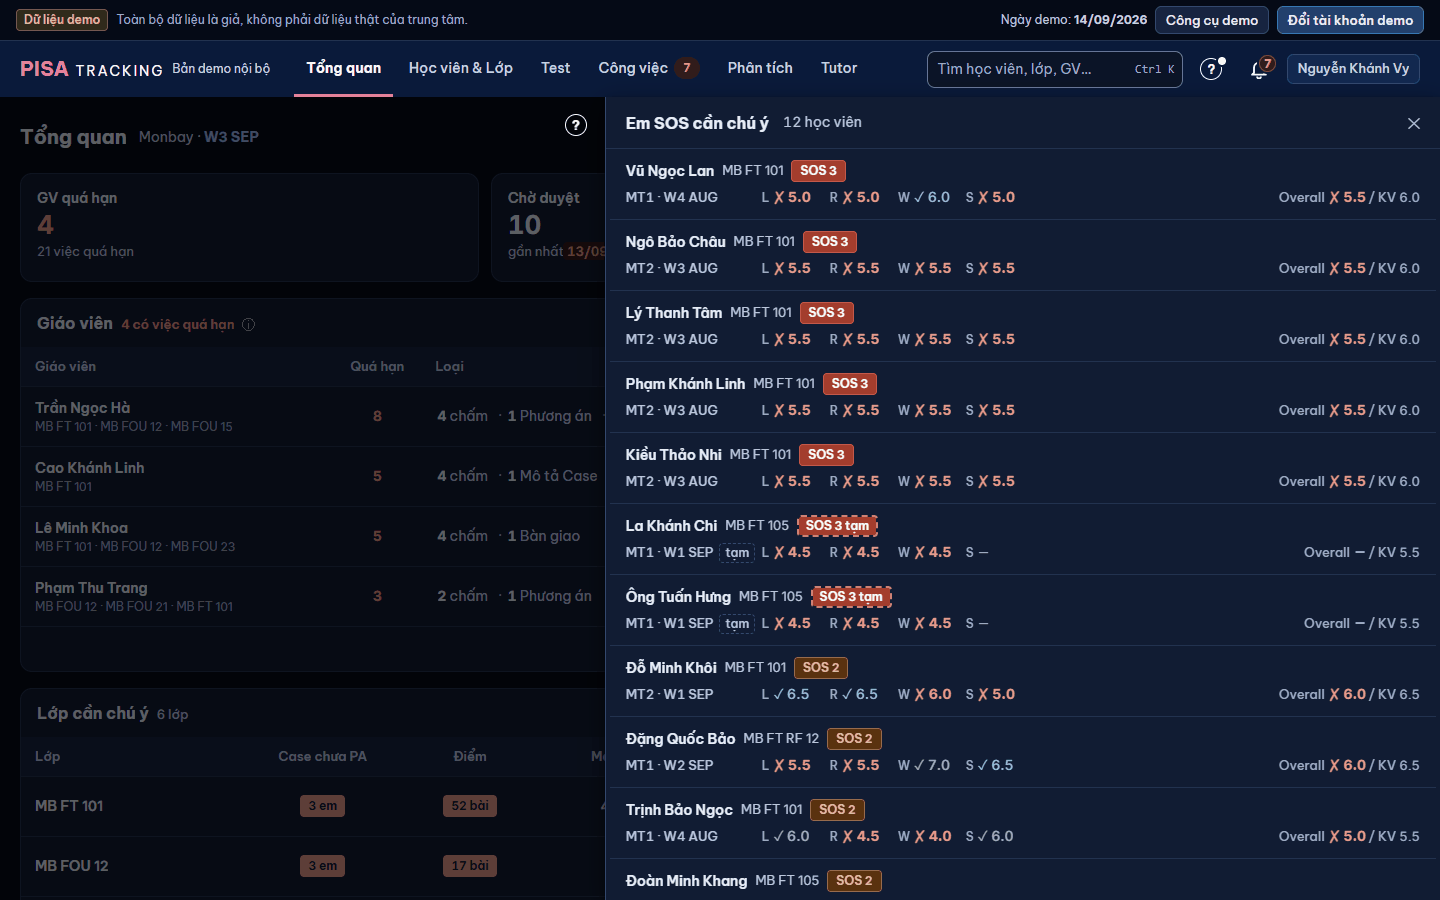 Dữ liệu demo Toàn bộ dữ liệu là giả, không phải dữ liệu thật của trung tâm. Ngày demo: 14/09/2026 Công cụ demo Đổi tài khoản demo
PISA TRACKING Bản demo nội bộ Tổng quan Học viên & Lớp Test Công việc 7 Phân tích Tutor Tìm học viên, lớp, GV... Ctrl K ? 7 Nguyễn Khánh Vy
Tổng quan Monbay · W3 SEP ?
GV quá hạn
4
21 việc quá hạn
Chờ duyệt
10
gần nhất 13/09
Giáo viên 4 có việc quá hạn
Giáo viên Quá hạn Loại
Trần Ngọc Hà 8 4 chấm · 1 Phương án ·
MB FT 101 · MB FOU 12 · MB FOU 15
Cao Khánh Linh 5 4 chấm · 1 Mô tả Case
MB FT 101
Lê Minh Khoa 5 4 chấm · 1 Bàn giao
MB FT 101 · MB FOU 12 · MB FOU 23
Phạm Thu Trang 3 2 chấm · 1 Phương án
MB FOU 12 · MB FOU 21 · MB FT 101
Lớp cần chú ý 6 lớp
Lớp Case chưa PA Điểm
MB FT 101 3 em 52 bài
MB FOU 12 3 em 17 bài
Em SOS cần chú ý 12 học viên
Vũ Ngọc Lan MB FT 101 SOS 3
MT1 · W4 AUG L ✗ 5.0 R ✗ 5.0 W ✓ 6.0 S ✗ 5.0 Overall ✗ 5.5 / KV 6.0
Ngô Bảo Châu MB FT 101 SOS 3
MT2 · W3 AUG L ✗ 5.5 R ✗ 5.5 W ✗ 5.5 S ✗ 5.5 Overall ✗ 5.5 / KV 6.0
Lý Thanh Tâm MB FT 101 SOS 3
MT2 · W3 AUG L ✗ 5.5 R ✗ 5.5 W ✗ 5.5 S ✗ 5.5 Overall ✗ 5.5 / KV 6.0
Phạm Khánh Linh MB FT 101 SOS 3
MT2 · W3 AUG L ✗ 5.5 R ✗ 5.5 W ✗ 5.5 S ✗ 5.5 Overall ✗ 5.5 / KV 6.0
Kiều Thảo Nhi MB FT 101 SOS 3
MT2 · W3 AUG L ✗ 5.5 R ✗ 5.5 W ✗ 5.5 S ✗ 5.5 Overall ✗ 5.5 / KV 6.0
La Khánh Chi MB FT 105 SOS 3 tạm
MT1 · W1 SEP tạm L ✗ 4.5 R ✗ 4.5 W ✗ 4.5 S — Overall — / KV 5.5
Ông Tuấn Hưng MB FT 105 SOS 3 tạm
MT1 · W1 SEP tạm L ✗ 4.5 R ✗ 4.5 W ✗ 4.5 S — Overall — / KV 5.5
Đỗ Minh Khôi MB FT 101 SOS 2
MT2 · W1 SEP L ✓ 6.5 R ✓ 6.5 W ✗ 6.0 S ✗ 5.0 Overall ✗ 6.0 / KV 6.5
Đặng Quốc Bảo MB FT RF 12 SOS 2
MT1 · W2 SEP L ✗ 5.5 R ✗ 5.5 W ✓ 7.0 S ✓ 6.5 Overall ✗ 6.0 / KV 6.5
Trịnh Bảo Ngọc MB FT 101 SOS 2
MT1 · W4 AUG L ✓ 6.0 R ✗ 4.5 W ✗ 4.0 S ✓ 6.0 Overall ✗ 5.0 / KV 5.5
Đoàn Minh Khang MB FT 105 SOS 2